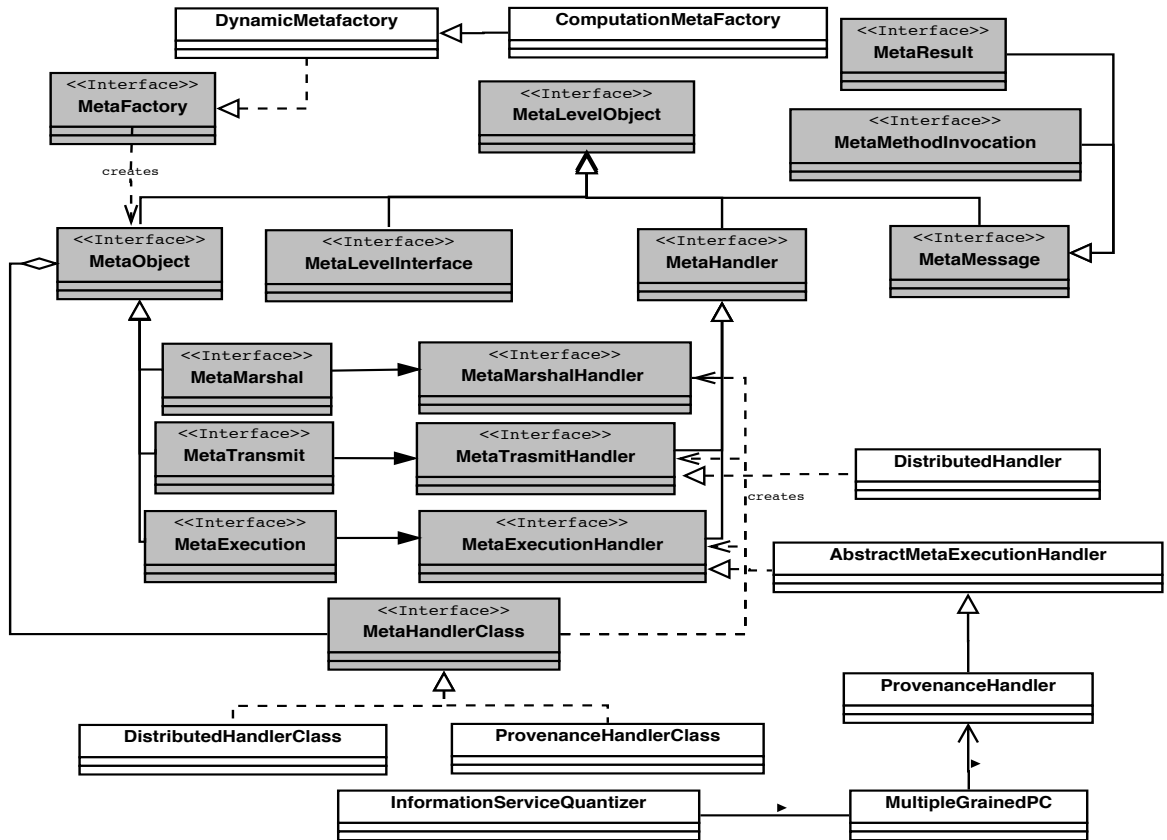 DynamicMetafactory
ComputationMetaFactory
<<Interface>>
MetaResult
<<Interface>>
MetaFactory
<<Interface>>
MetaLevelObject
<<Interface>>
MetaMethodInvocation
creates
<<Interface>>
MetaObject
<<Interface>>
MetaLevelInterface
<<Interface>>
MetaHandler
<<Interface>>
MetaMessage
<<Interface>>
MetaMarshal
<<Interface>>
MetaMarshalHandler
<<Interface>>
MetaTransmit
<<Interface>>
MetaTrasmitHandler
DistributedHandler
creates
<<Interface>>
MetaExecution
<<Interface>>
MetaExecutionHandler
AbstractMetaExecutionHandler
<<Interface>>
MetaHandlerClass
ProvenanceHandler
DistributedHandlerClass
ProvenanceHandlerClass
InformationServiceQuantizer
MultipleGrainedPC